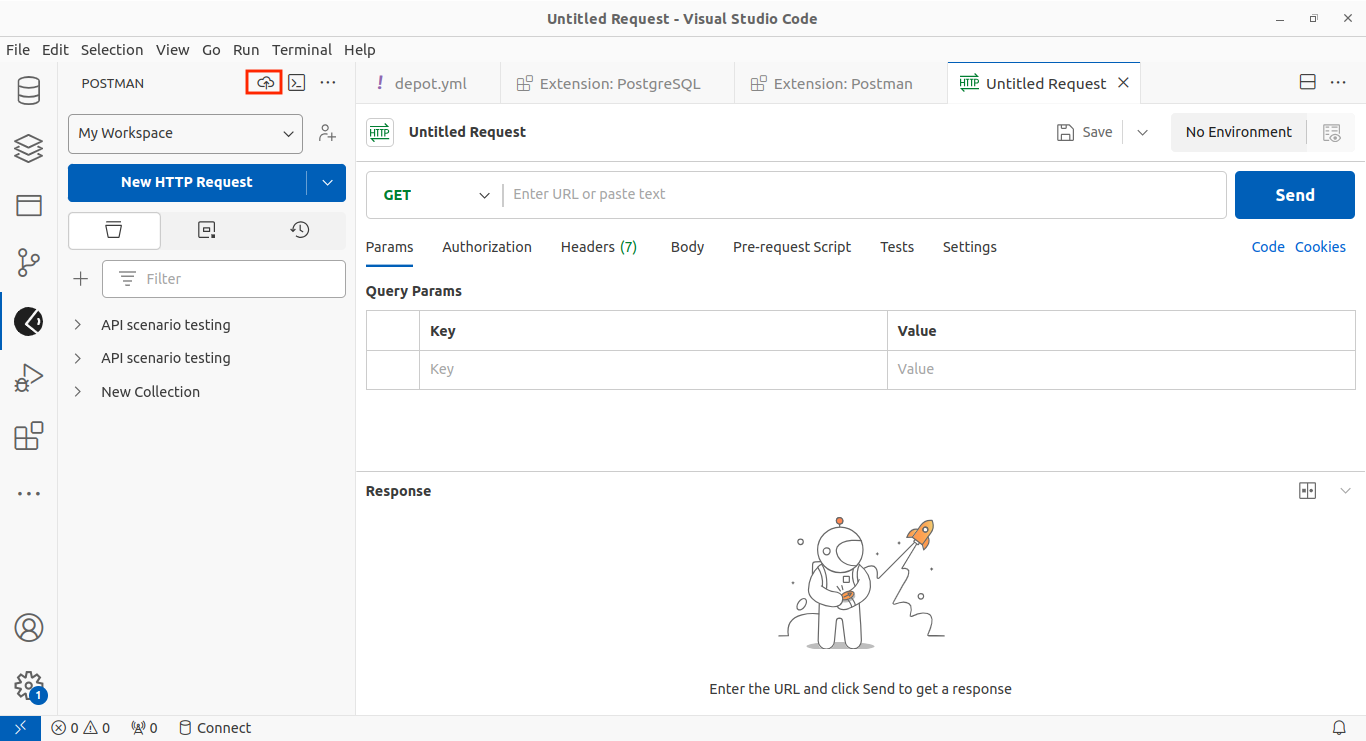 Untitled Request - Visual Studio Code
File Edit Selection View Go Run Terminal Help
POSTMAN
! depot.yml Extension: PostgreSQL Extension: Postman HTTP Untitled Request
My Workspace
HTTP Untitled Request Save No Environment
New HTTP Request
GET Enter URL or paste text Send
Params Authorization Headers (7) Body Pre-request Script Tests Settings Code Cookies
Filter
Query Params
API scenario testing
API scenario testing
New Collection
Key Value
Key Value
Response
Enter the URL and click Send to get a response
1
0 0 0 Connect